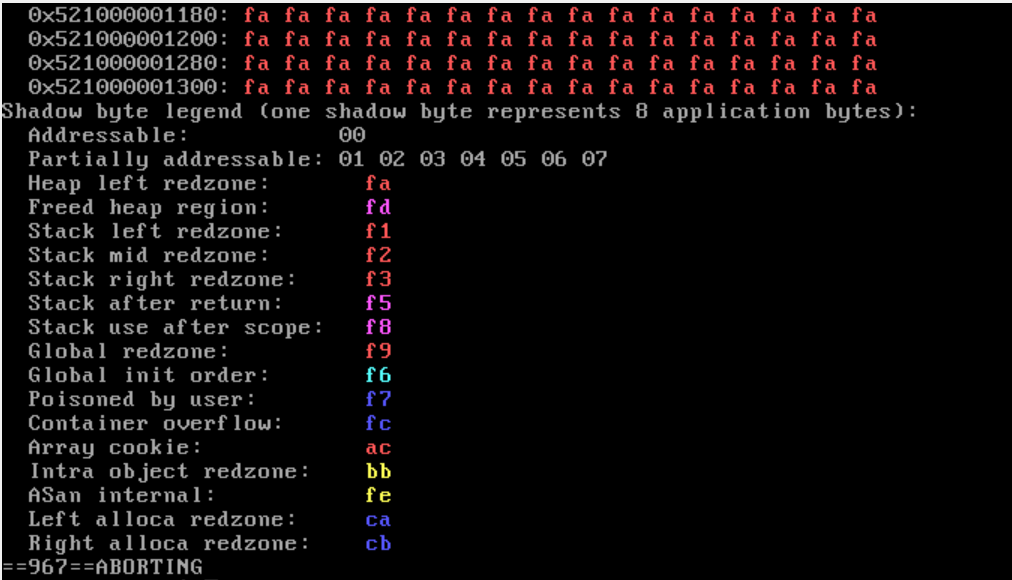 0x521000001180: fa fa fa fa fa fa fa fa fa fa fa fa fa fa fa fa
0x521000001200: fa fa fa fa fa fa fa fa fa fa fa fa fa fa fa fa
0x521000001280: fa fa fa fa fa fa fa fa fa fa fa fa fa fa fa fa
0x521000001300: fa fa fa fa fa fa fa fa fa fa fa fa fa fa fa fa
Shadow byte legend (one shadow byte represents 8 application bytes):
Addressable: 00
Partially addressable: 01 02 03 04 05 06 07
Heap left redzone: fa
Freed heap region: fd
Stack left redzone: f1
Stack mid redzone: f2
Stack right redzone: f3
Stack after return: f5
Stack use after scope: f8
Global redzone: f9
Global init order: f6
Poisoned by user: f7
Container overflow: fc
Array cookie: ac
Intra object redzone: bb
ASan internal: fe
Left alloca redzone: ca
Right alloca redzone: cb
==967==ABORTING